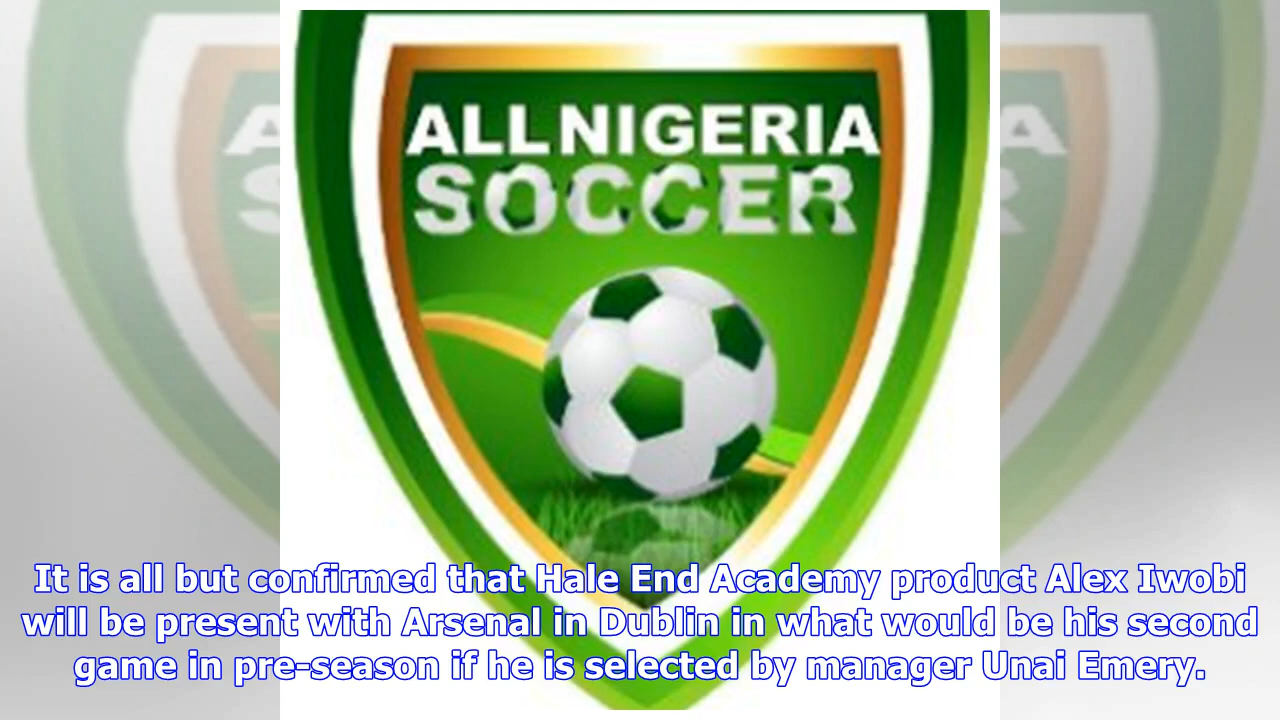 ALLNIGERIA
SOCCER
It is all but confirmed that Hale End Academy product Alex Iwobi
will be present with Arsenal in Dublin in what would be his second
game in pre-season if he is selected by manager Unai Emery.